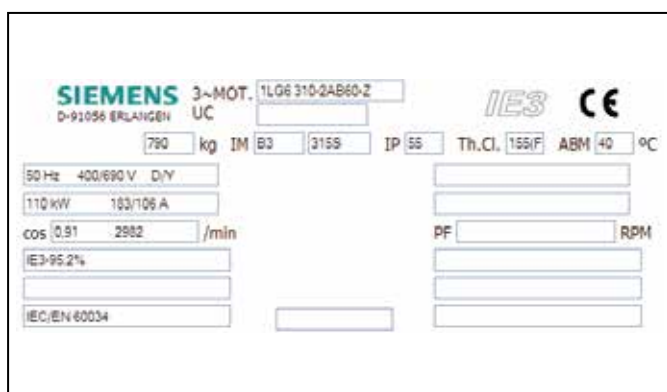 SIEMENS 3~MOT. 1LG6 310-2AB60-Z IE3 CE
D-91056 ERLANGEN UC
790 kg IM B3 315S IP 55 Th.Cl. 155(F ABM 40 ºC
50 Hz 400/690 V D/Y
110 kW 183/106 A
cos 0,91 2982 /min PF RPM
IE3-95.2%
IEC/EN 60034